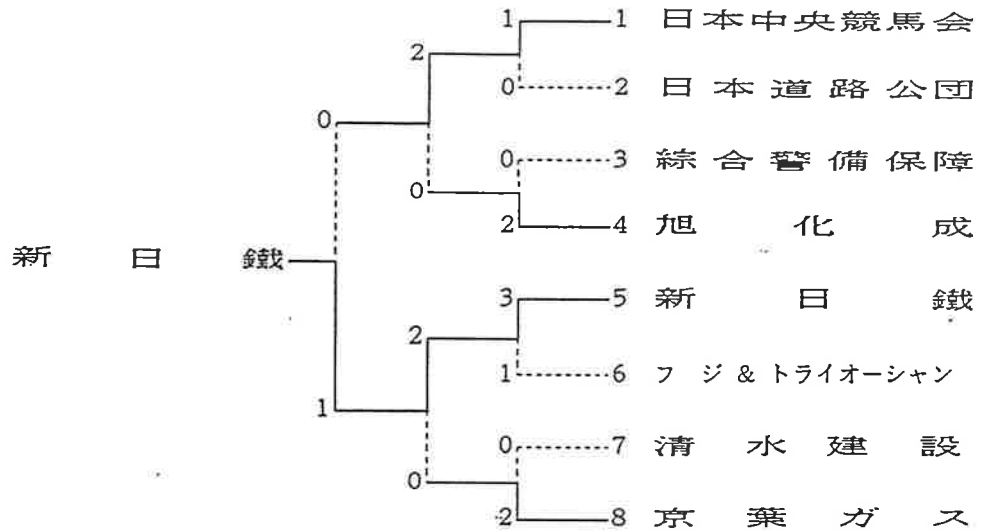 1 1 日本中央競馬会
2
0 2 日本道路公団
0
0 3 綜合警備保障
0
2 4 旭化成
新日鐵
3 5 新日鐵
2
1 6 フジ&トライオーシャン
1
0 7 清水建設
0
2 8 京葉ガス